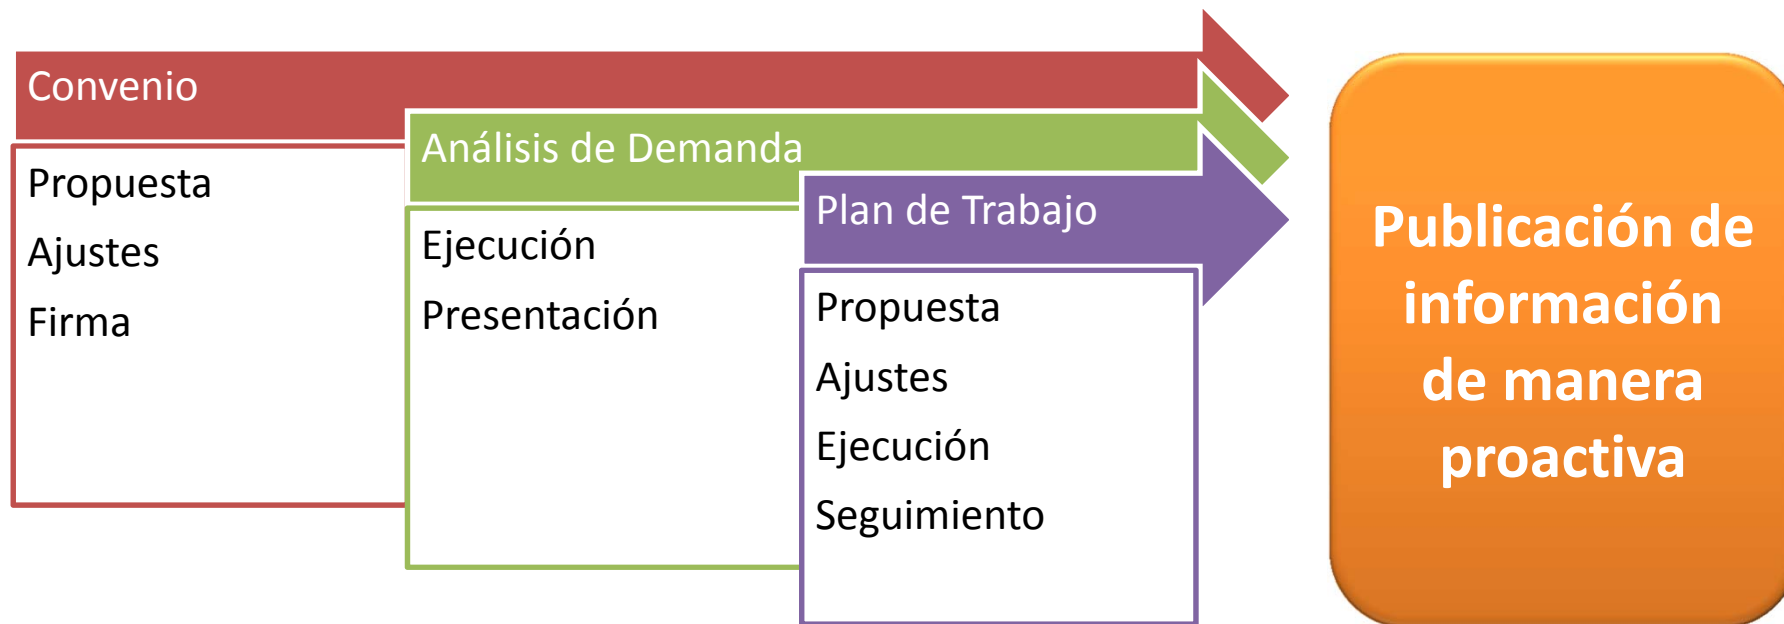 Convenio
Propuesta
Ajustes
Firma
Análisis de Demanda
Ejecución
Presentación
Plan de Trabajo
Propuesta
Ajustes
Ejecución
Seguimiento
Publicación de
información
de manera
proactiva